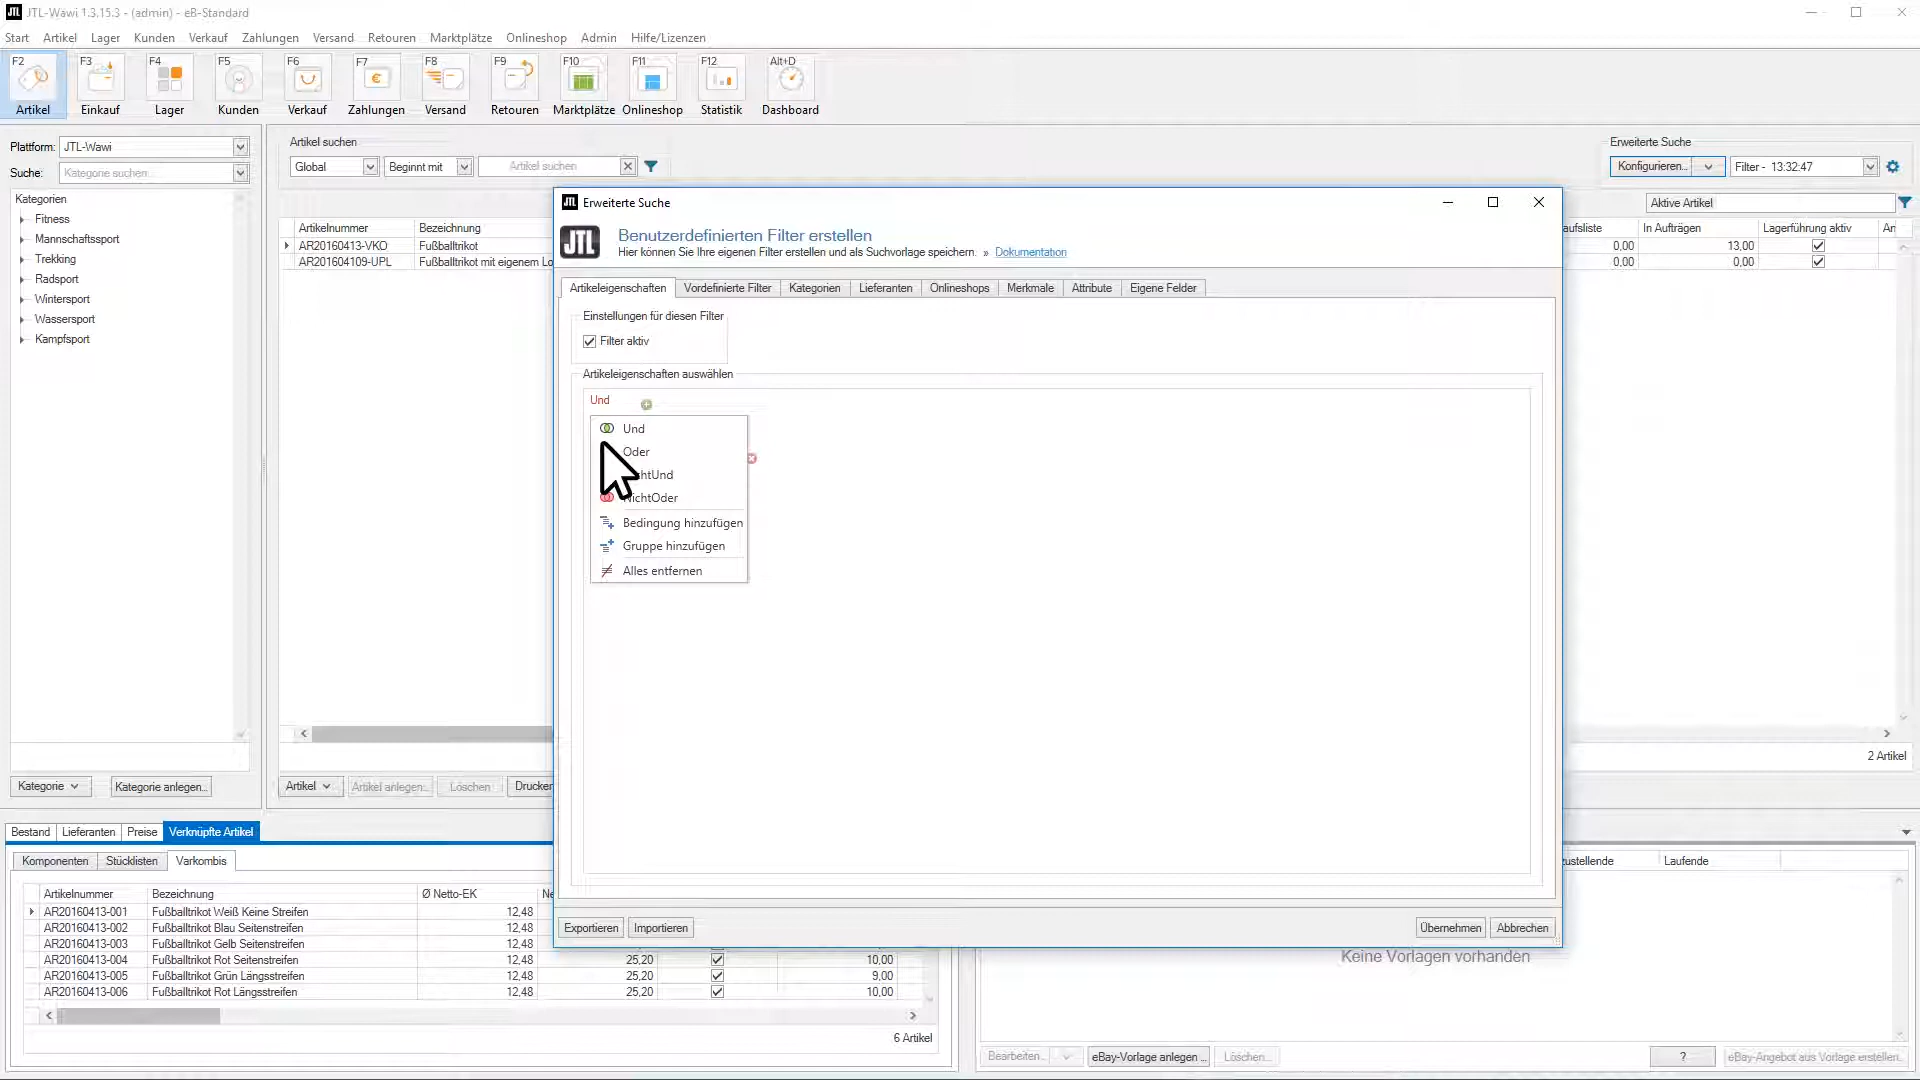 JTL JTL-Wawi 1.3.15.3 - (admin) - eB-Standard
Start Artikel Lager Kunden Verkauf Zahlungen Versand Retouren Marktplätze Onlineshop Admin Hilfe/Lizenzen
F2 F3 F4 F5 F6 F7 F8 F9 F10 F11 F12 Alt+D
Artikel Einkauf Lager Kunden Verkauf Zahlungen Versand Retouren Marktplätze Onlineshop Statistik Dashboard
Plattform: JTL-Wawi
Suche: Kategorie suchen...
Kategorien
Fitness
Mannschaftssport
Trekking
Radsport
Wintersport
Wassersport
Kampfsport
Kategorie Kategorie anlegen...
Artikel suchen
Global Beginnt mit Artikel suchen
Erweiterte Suche
Konfigurieren... Filter - 13:32:47
Aktive Artikel
Artikelnummer Bezeichnung
AR20160413-VKO Fußballtrikot
AR201604109-UPL Fußballtrikot mit eigenem Lo
aufsliste In Aufträgen Lagerführung aktiv An
0,00 13,00
0,00 0,00
2 Artikel
Artikel Artikel anlegen... Löschen Drucken
JTL Erweiterte Suche
JTL Benutzerdefinierten Filter erstellen
Hier können Sie Ihre eigenen Filter erstellen und als Suchvorlage speichern. » Dokumentation
Artikeleigenschaften Vordefinierte Filter Kategorien Lieferanten Onlineshops Merkmale Attribute Eigene Felder
Einstellungen für diesen Filter
Filter aktiv
Artikeleigenschaften auswählen
Und
Und
Oder
htUnd
NichtOder
Bedingung hinzufügen
Gruppe hinzufügen
Alles entfernen
Exportieren Importieren Übernehmen Abbrechen
Bestand Lieferanten Preise Verknüpfte Artikel
Komponenten Stücklisten Varkombis
Artikelnummer Bezeichnung Ø Netto-EK Ne
AR20160413-001 Fußballtrikot Weiß Keine Streifen 12,48
AR20160413-002 Fußballtrikot Blau Seitenstreifen 12,48
AR20160413-003 Fußballtrikot Gelb Seitenstreifen 12,48
AR20160413-004 Fußballtrikot Rot Seitenstreifen 12,48 25,20 10,00
AR20160413-005 Fußballtrikot Grün Längsstreifen 12,48 25,20 9,00
AR20160413-006 Fußballtrikot Rot Längsstreifen 12,48 25,20 10,00
6 Artikel
zustellende Laufende
Keine Vorlagen vorhanden
Bearbeiten... eBay-Vorlage anlegen ... Löschen... ? eBay-Angebot aus Vorlage erstellen...